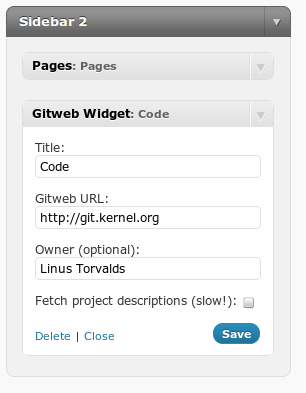 Sidebar 2
Pages: Pages
Gitweb Widget: Code
Title:
Code
Gitweb URL:
http://git.kernel.org
Owner (optional):
Linus Torvalds
Fetch project descriptions (slow!):
Delete | Close Save